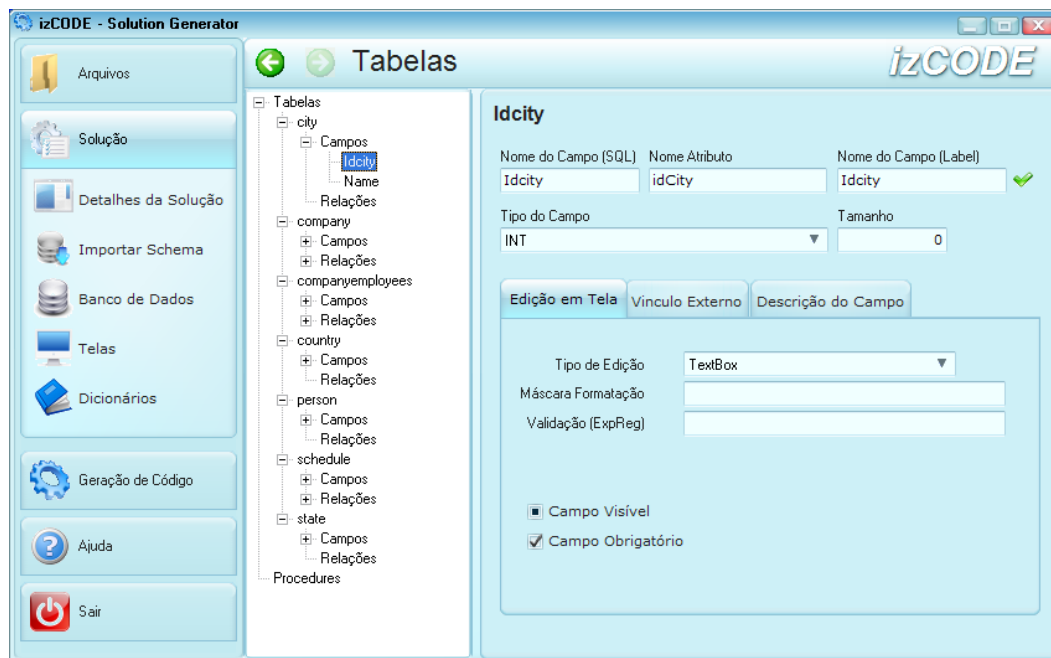 izCODE - Solution Generator
Arquivos
Solução
Detalhes da Solução
Importar Schema
Banco de Dados
Telas
Dicionários
Geração de Código
Ajuda
Sair
Tabelas
izCODE
Tabelas
city
Campos
Idcity
Name
Relações
company
Campos
Relações
companyemployees
Campos
Relações
country
Campos
Relações
person
Campos
Relações
schedule
Campos
Relações
state
Campos
Relações
Procedures
Idcity
Nome do Campo (SQL) Nome Atributo Nome do Campo (Label)
Idcity idCity Idcity
Tipo do Campo Tamanho
INT 0
Edição em Tela Vinculo Externo Descrição do Campo
Tipo de Edição TextBox
Máscara Formatação
Validação (ExpReg)
Campo Visível
Campo Obrigatório